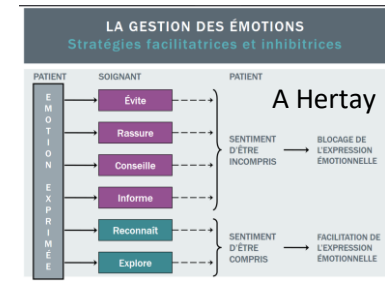 LA GESTION DES ÉMOTIONS
Stratégies facilitatrices et inhibitrices
PATIENT SOIGNANT PATIENT
A Hertay
EMOTION EXPRIMÉE
Évite
Rassure
Conseille
Informe
Reconnaît
Explore
SENTIMENT
D'ÊTRE
INCOMPRIS
BLOCAGE DE
L'EXPRESSION
ÉMOTIONNELLE
SENTIMENT
D'ÊTRE
COMPRIS
FACILITATION DE
L'EXPRESSION
ÉMOTIONNELLE